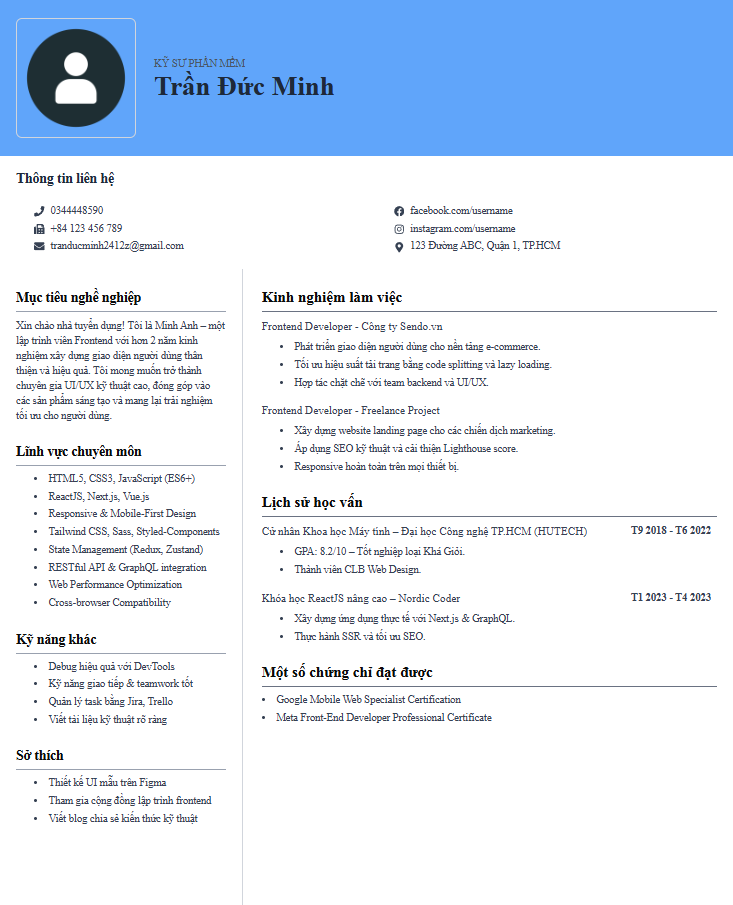 KỸ SƯ PHẦN MỀM
Trần Đức Minh
Thông tin liên hệ
0344448590
+84 123 456 789
tranducminh2412z@gmail.com
facebook.com/username
instagram.com/username
123 Đường ABC, Quận 1, TP.HCM
Mục tiêu nghề nghiệp
Xin chào nhà tuyển dụng! Tôi là Minh Anh – một
lập trình viên Frontend với hơn 2 năm kinh
nghiệm xây dựng giao diện người dùng thân
thiện và hiệu quả. Tôi mong muốn trở thành
chuyên gia UI/UX kỹ thuật cao, đóng góp vào
các sản phẩm sáng tạo và mang lại trải nghiệm
tối ưu cho người dùng.
Lĩnh vực chuyên môn
• HTML5, CSS3, JavaScript (ES6+)
• ReactJS, Next.js, Vue.js
• Responsive & Mobile-First Design
• Tailwind CSS, Sass, Styled-Components
• State Management (Redux, Zustand)
• RESTful API & GraphQL integration
• Web Performance Optimization
• Cross-browser Compatibility
Kỹ năng khác
• Debug hiệu quả với DevTools
• Kỹ năng giao tiếp & teamwork tốt
• Quản lý task bằng Jira, Trello
• Viết tài liệu kỹ thuật rõ ràng
Sở thích
• Thiết kế UI mẫu trên Figma
• Tham gia cộng đồng lập trình frontend
• Viết blog chia sẻ kiến thức kỹ thuật
Kinh nghiệm làm việc
Frontend Developer - Công ty Sendo.vn
• Phát triển giao diện người dùng cho nền tảng e-commerce.
• Tối ưu hiệu suất tải trang bằng code splitting và lazy loading.
• Hợp tác chặt chẽ với team backend và UI/UX.
Frontend Developer - Freelance Project
• Xây dựng website landing page cho các chiến dịch marketing.
• Áp dụng SEO kỹ thuật và cải thiện Lighthouse score.
• Responsive hoàn toàn trên mọi thiết bị.
Lịch sử học vấn
Cử nhân Khoa học Máy tính – Đại học Công nghệ TP.HCM (HUTECH) T9 2018 - T6 2022
• GPA: 8.2/10 – Tốt nghiệp loại Khá Giỏi.
• Thành viên CLB Web Design.
Khóa học ReactJS nâng cao – Nordic Coder T1 2023 - T4 2023
• Xây dựng ứng dụng thực tế với Next.js & GraphQL.
• Thực hành SSR và tối ưu SEO.
Một số chứng chỉ đạt được
• Google Mobile Web Specialist Certification
• Meta Front-End Developer Professional Certificate